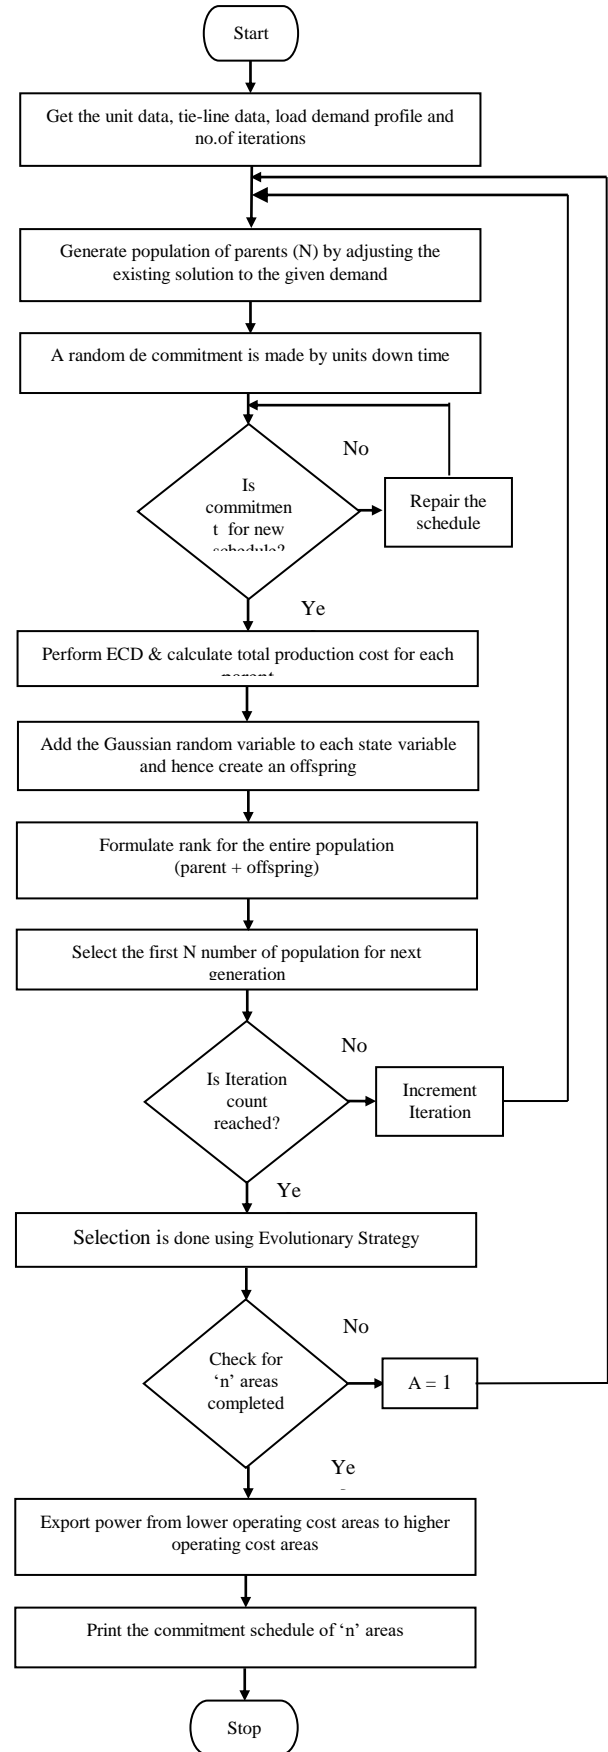 Start
Get the unit data, tie-line data, load demand profile and
no.of iterations
Generate population of parents (N) by adjusting the
existing solution to the given demand
A random de commitment is made by units down time
No
Is
commitmen
t for new
schedule?
Repair the
schedule
Ye
Perform ECD & calculate total production cost for each
parent
Add the Gaussian random variable to each state variable
and hence create an offspring
Formulate rank for the entire population
(parent + offspring)
Select the first N number of population for next
generation
No
Is Iteration
count
reached?
Increment
Iteration
Ye
Selection is done using Evolutionary Strategy
No
Check for
‘n’ areas
completed
A = 1
Ye
Export power from lower operating cost areas to higher
operating cost areas
Print the commitment schedule of ‘n’ areas
Stop